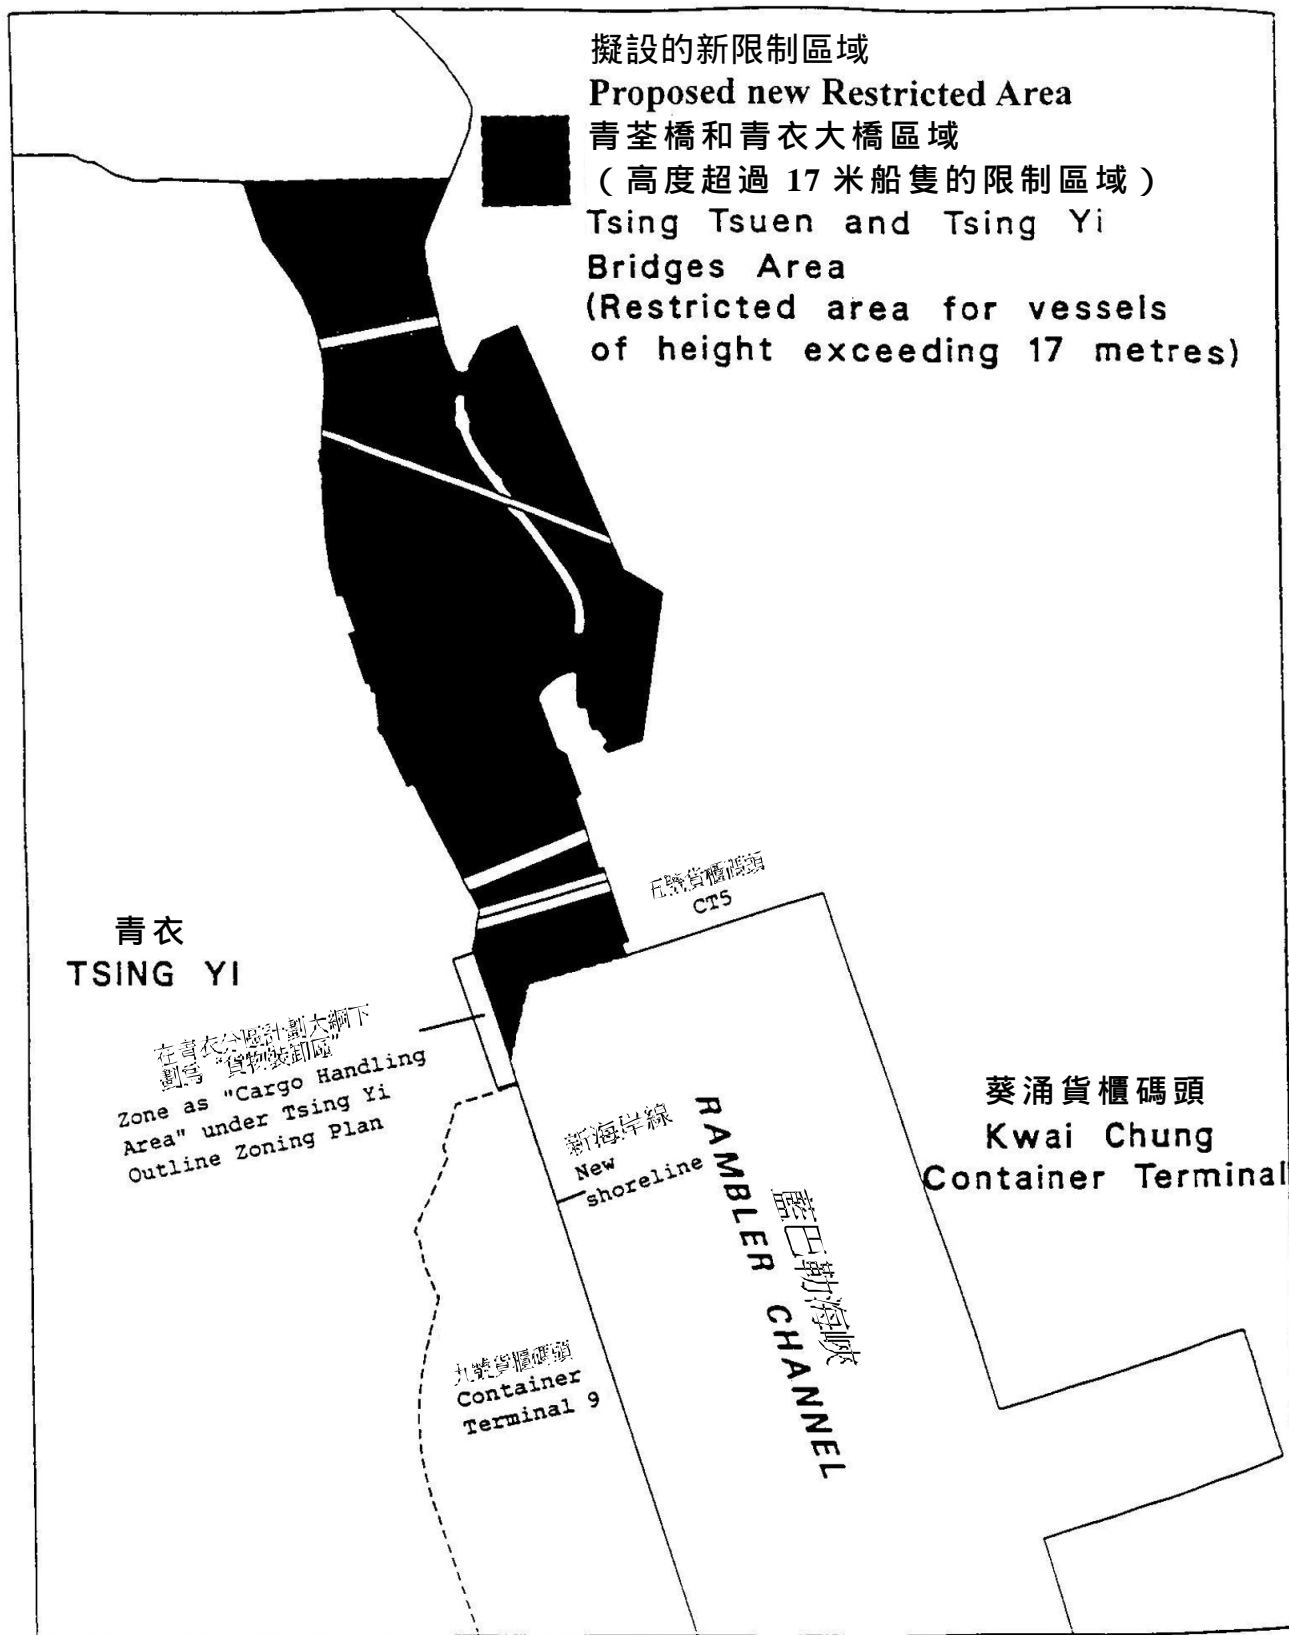 擬設的新限制區域
Proposed new Restricted Area
青荃橋和青衣大橋區域
（高度超過 17 米船隻的限制區域）
Tsing Tsuen and Tsing Yi
Bridges Area
(Restricted area for vessels
of height exceeding 17 metres)
五號貨櫃碼頭
CT5
青衣
TSING YI
在青衣分區計劃大綱下
劃為 "貨物裝卸區"
Zone as "Cargo Handling
Area" under Tsing Yi
Outline Zoning Plan
新海岸線
New
shoreline
RAMBLER CHANNEL
藍巴勒海峽
葵涌貨櫃碼頭
Kwai Chung
Container Terminal
九號貨櫃碼頭
Container
Terminal 9